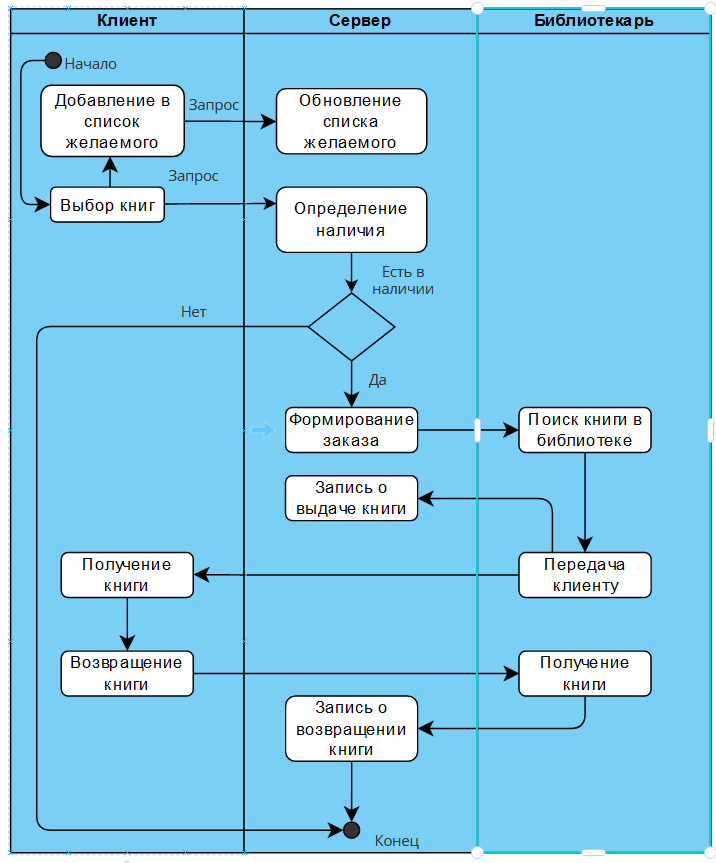 Клиент
Сервер
Библиотекарь
Начало
Добавление в
список
желаемого
Запрос
Обновление
списка
желаемого
Запрос
Выбор книг
Определение
наличия
Есть в
наличии
Нет
Да
Формирование
заказа
Поиск книги в
библиотеке
Запись о
выдаче книги
Получение
книги
Передача
клиенту
Возвращение
книги
Получение
книги
Запись о
возвращении
книги
Конец